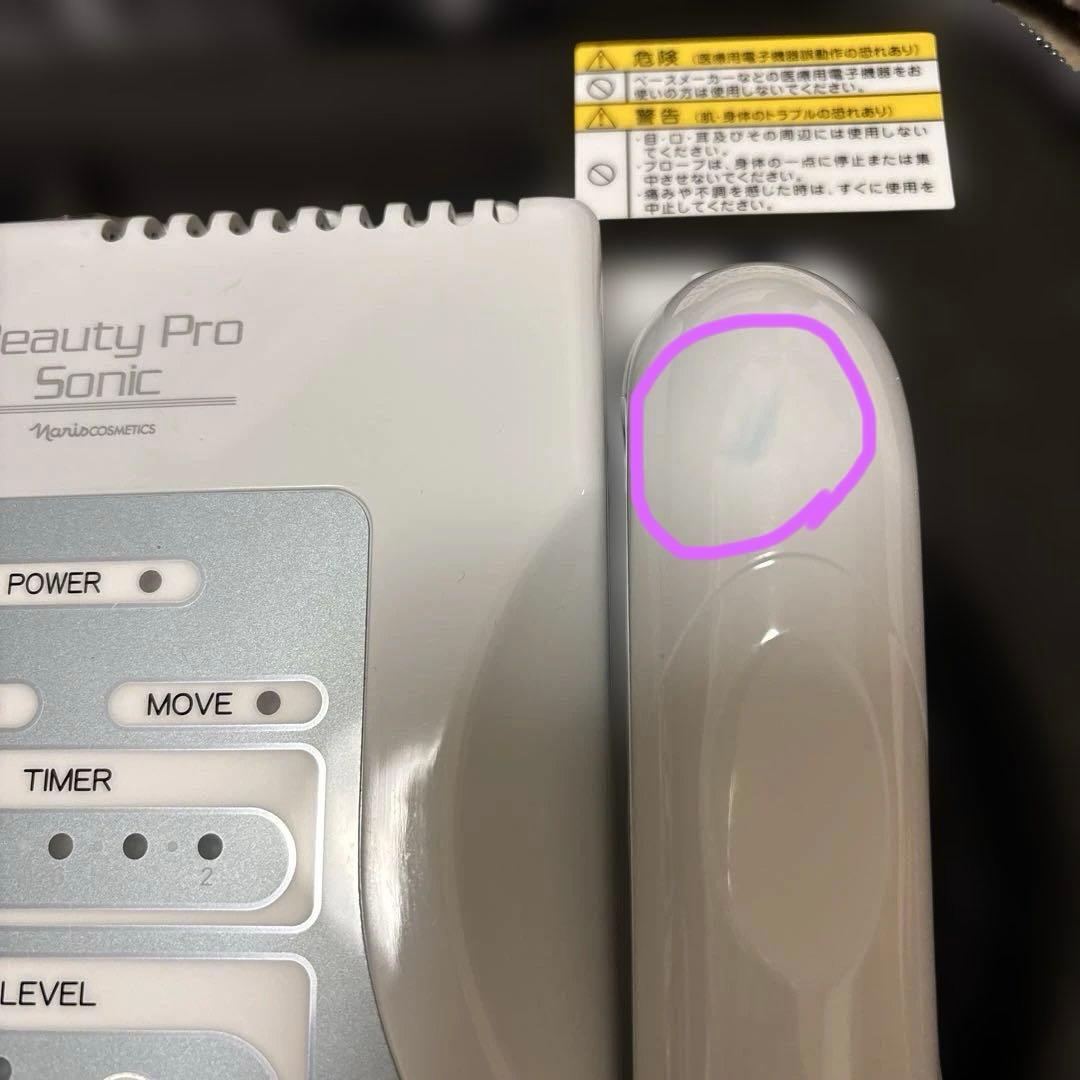 危険 (医療用電子機器誤動作の恐れあり)
ペースメーカーなどの医療用電子機器をお
使いの方は使用しないでください。
警告 (肌・身体のトラブルの恐れあり)
・目・口・耳及びその周辺には使用しない
てください。
・プローブは、身体の一点に停止または集
中させないでください。
・痛みや不調を感じた時は、すぐに使用を
中止してください。
Beauty Pro
Sonic
Naris COSMETICS
POWER
MOVE
TIMER
2
LEVEL